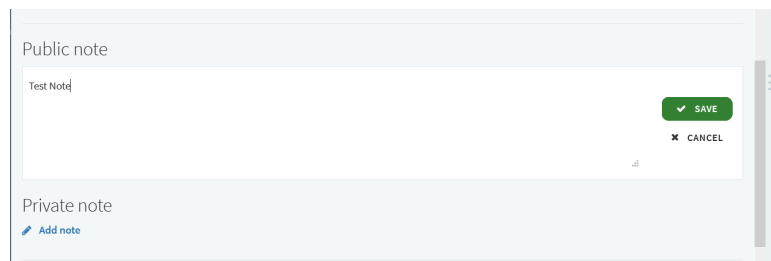 Public note
Test Note
SAVE
CANCEL
Private note
Add note